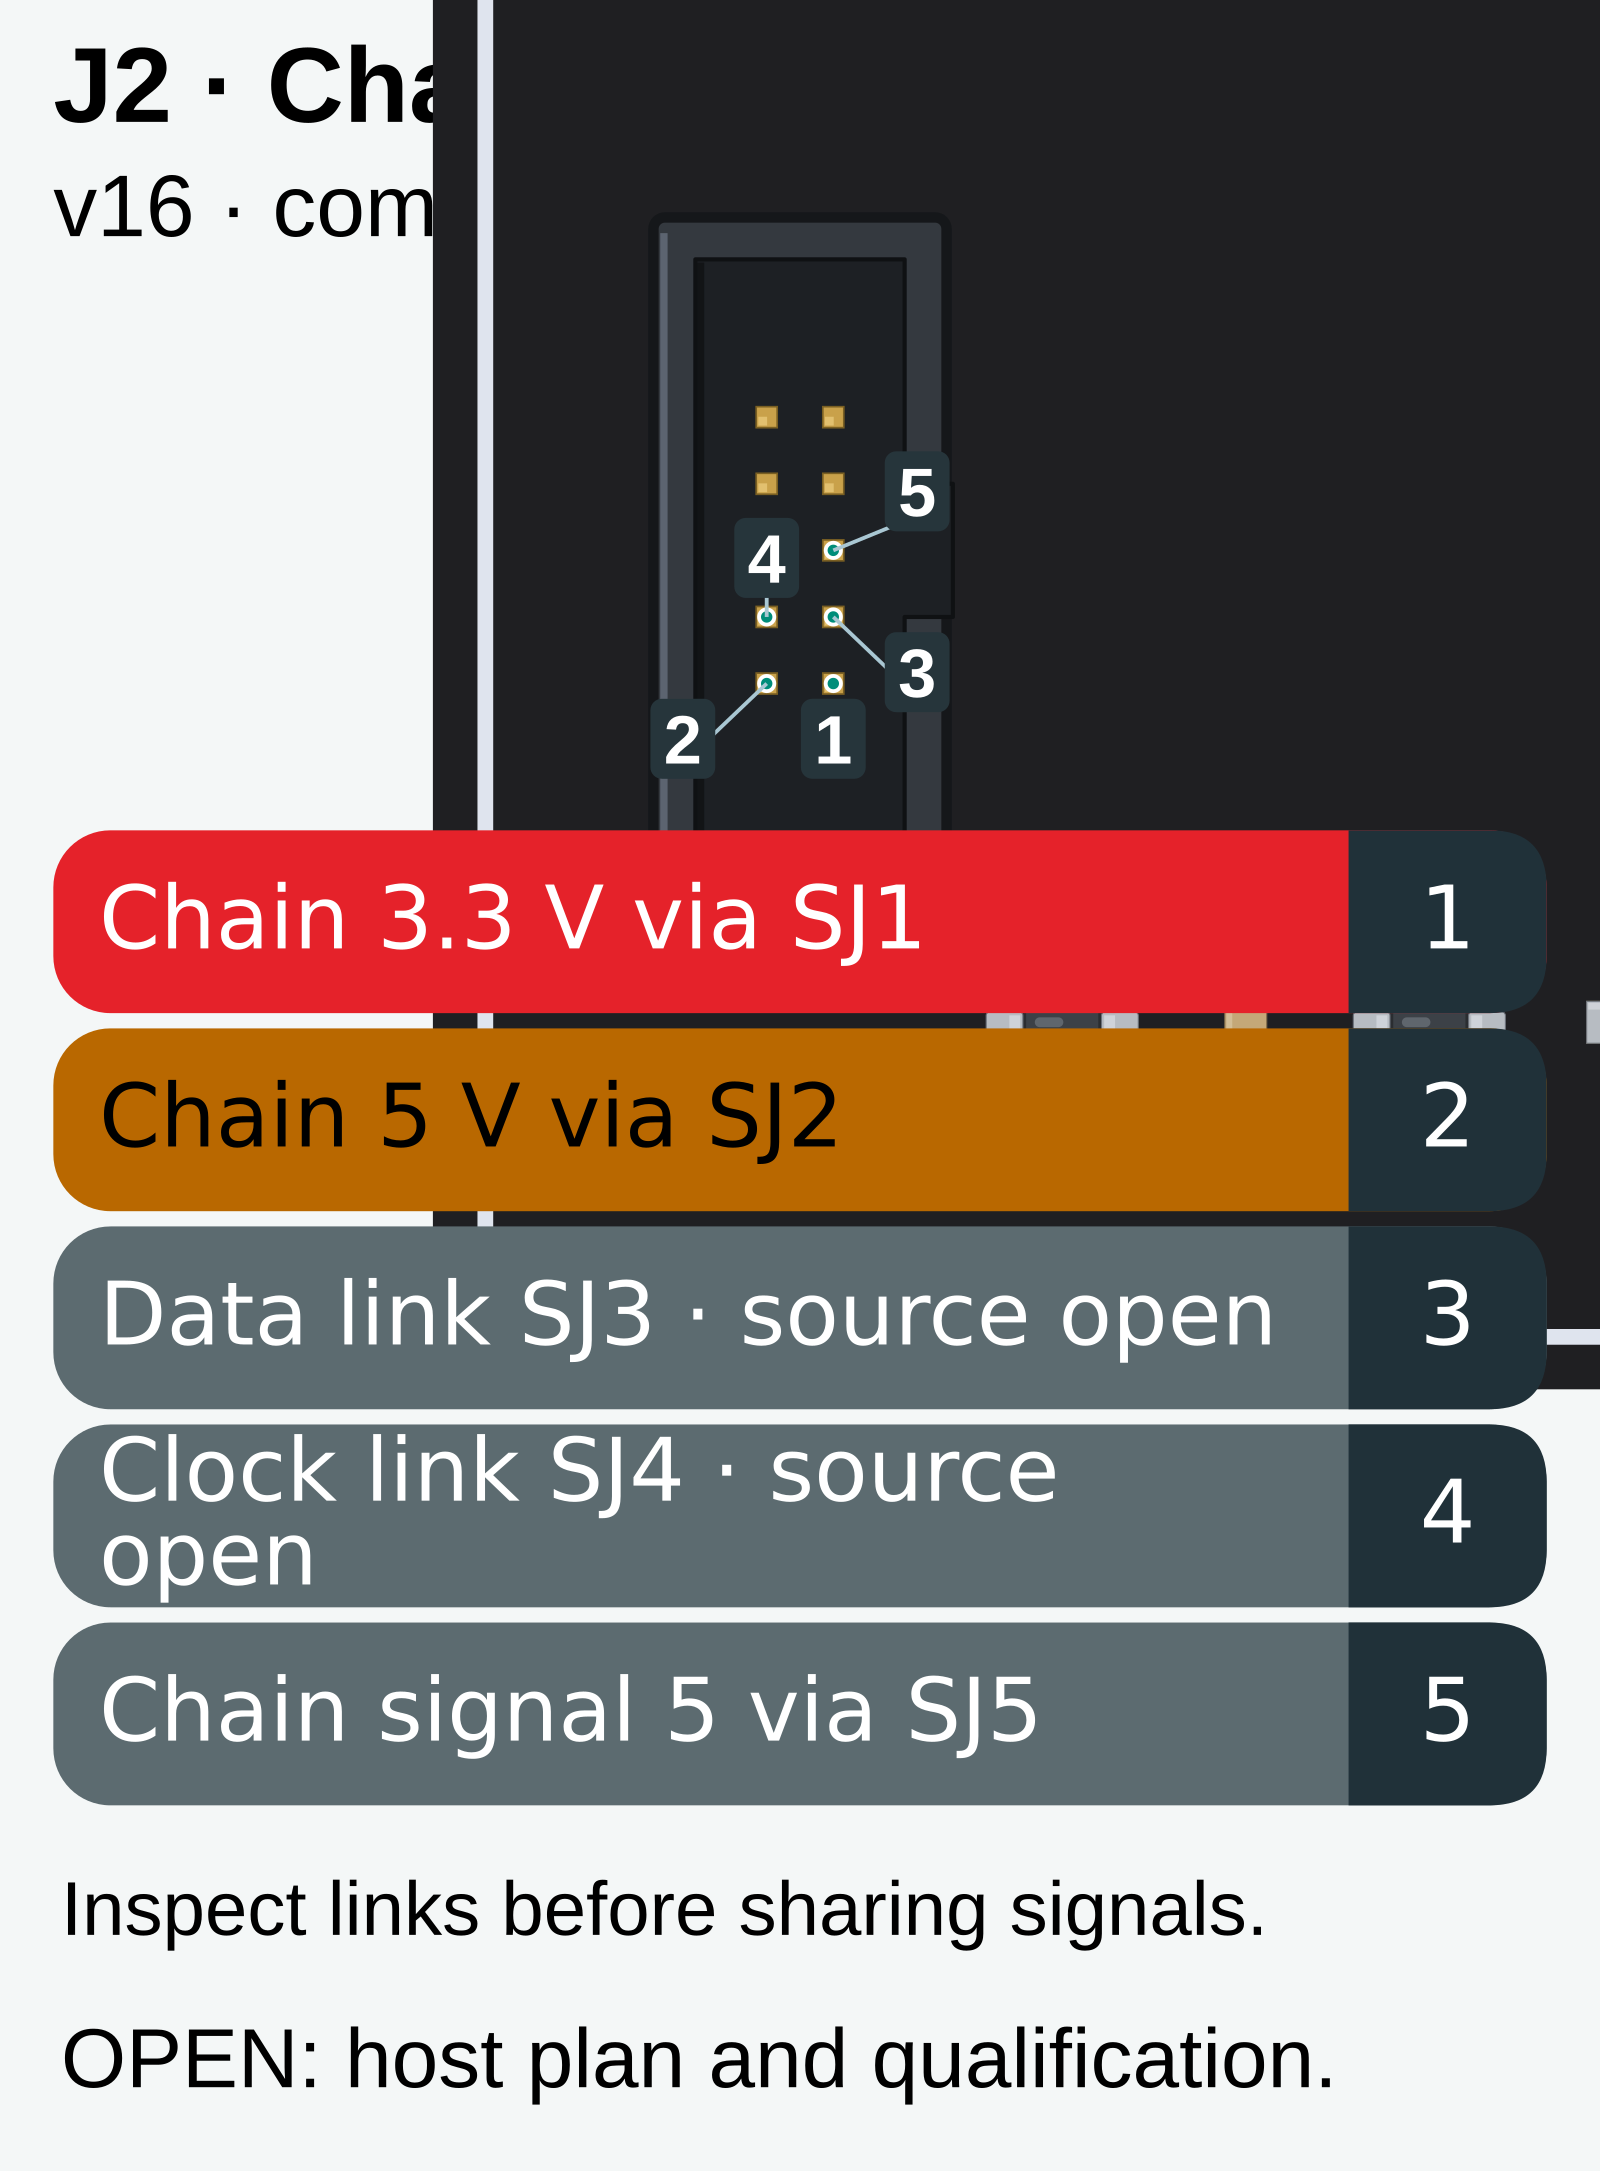 J2 · Cha
v16 · com
5
4
3
2 1
Chain 3.3 V via SJ1 1
Chain 5 V via SJ2 2
Data link SJ3 · source open 3
Clock link SJ4 · source
open 4
Chain signal 5 via SJ5 5
Inspect links before sharing signals.
OPEN: host plan and qualification.